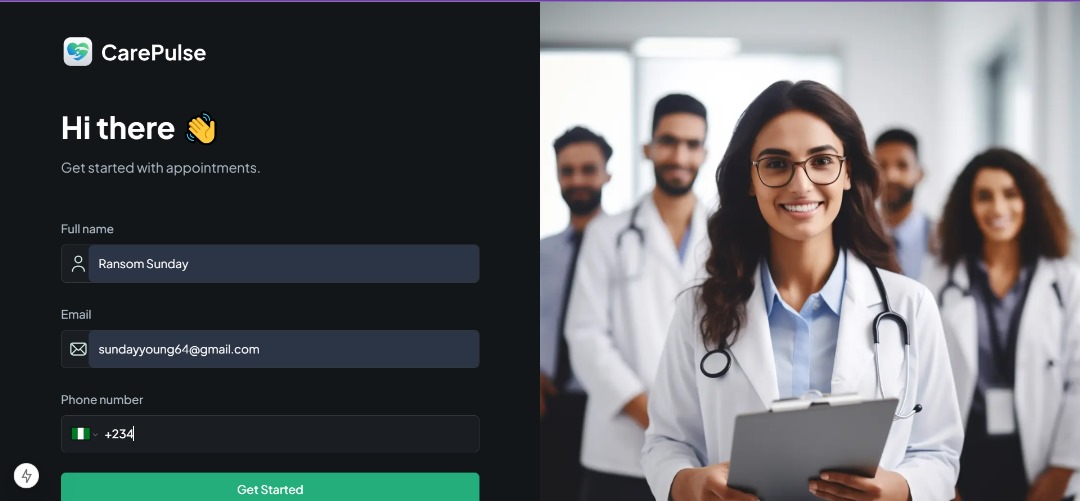 CarePulse
Hi there 👋
Get started with appointments.
Full name
Ransom Sunday
Email
sundayyoung64@gmail.com
Phone number
+234
Get Started